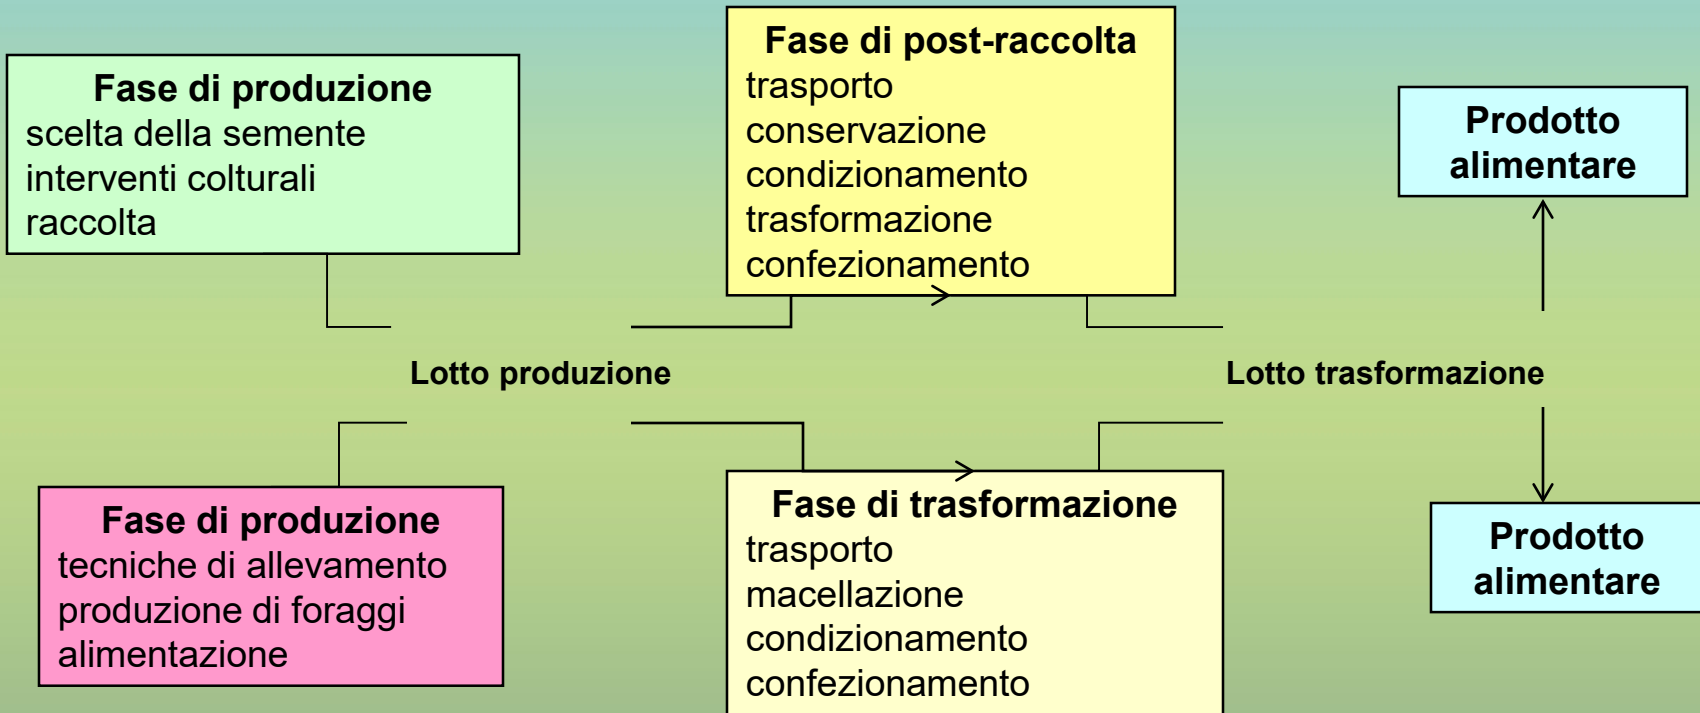 Fase di produzione
scelta della semente
interventi colturali
raccolta
Fase di post-raccolta
trasporto
conservazione
condizionamento
trasformazione
confezionamento
Prodotto
alimentare
Lotto produzione
Lotto trasformazione
Fase di produzione
tecniche di allevamento
produzione di foraggi
alimentazione
Fase di trasformazione
trasporto
macellazione
condizionamento
confezionamento
Prodotto
alimentare